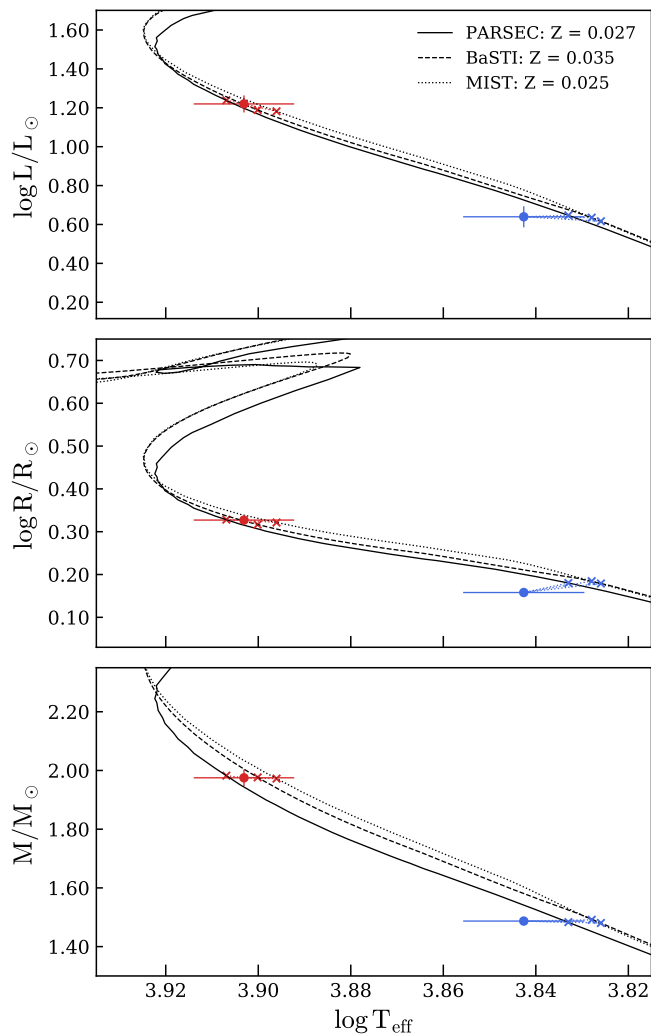 PARSEC: Z = 0.027
BaSTI: Z = 0.035
MIST: Z = 0.025
log L/L⊙
1.60
1.40
1.20
1.00
0.80
0.60
0.40
0.20
log R/R⊙
0.70
0.60
0.50
0.40
0.30
0.20
0.10
M/M⊙
2.20
2.00
1.80
1.60
1.40
3.92 3.90 3.88 3.86 3.84 3.82
log Teff